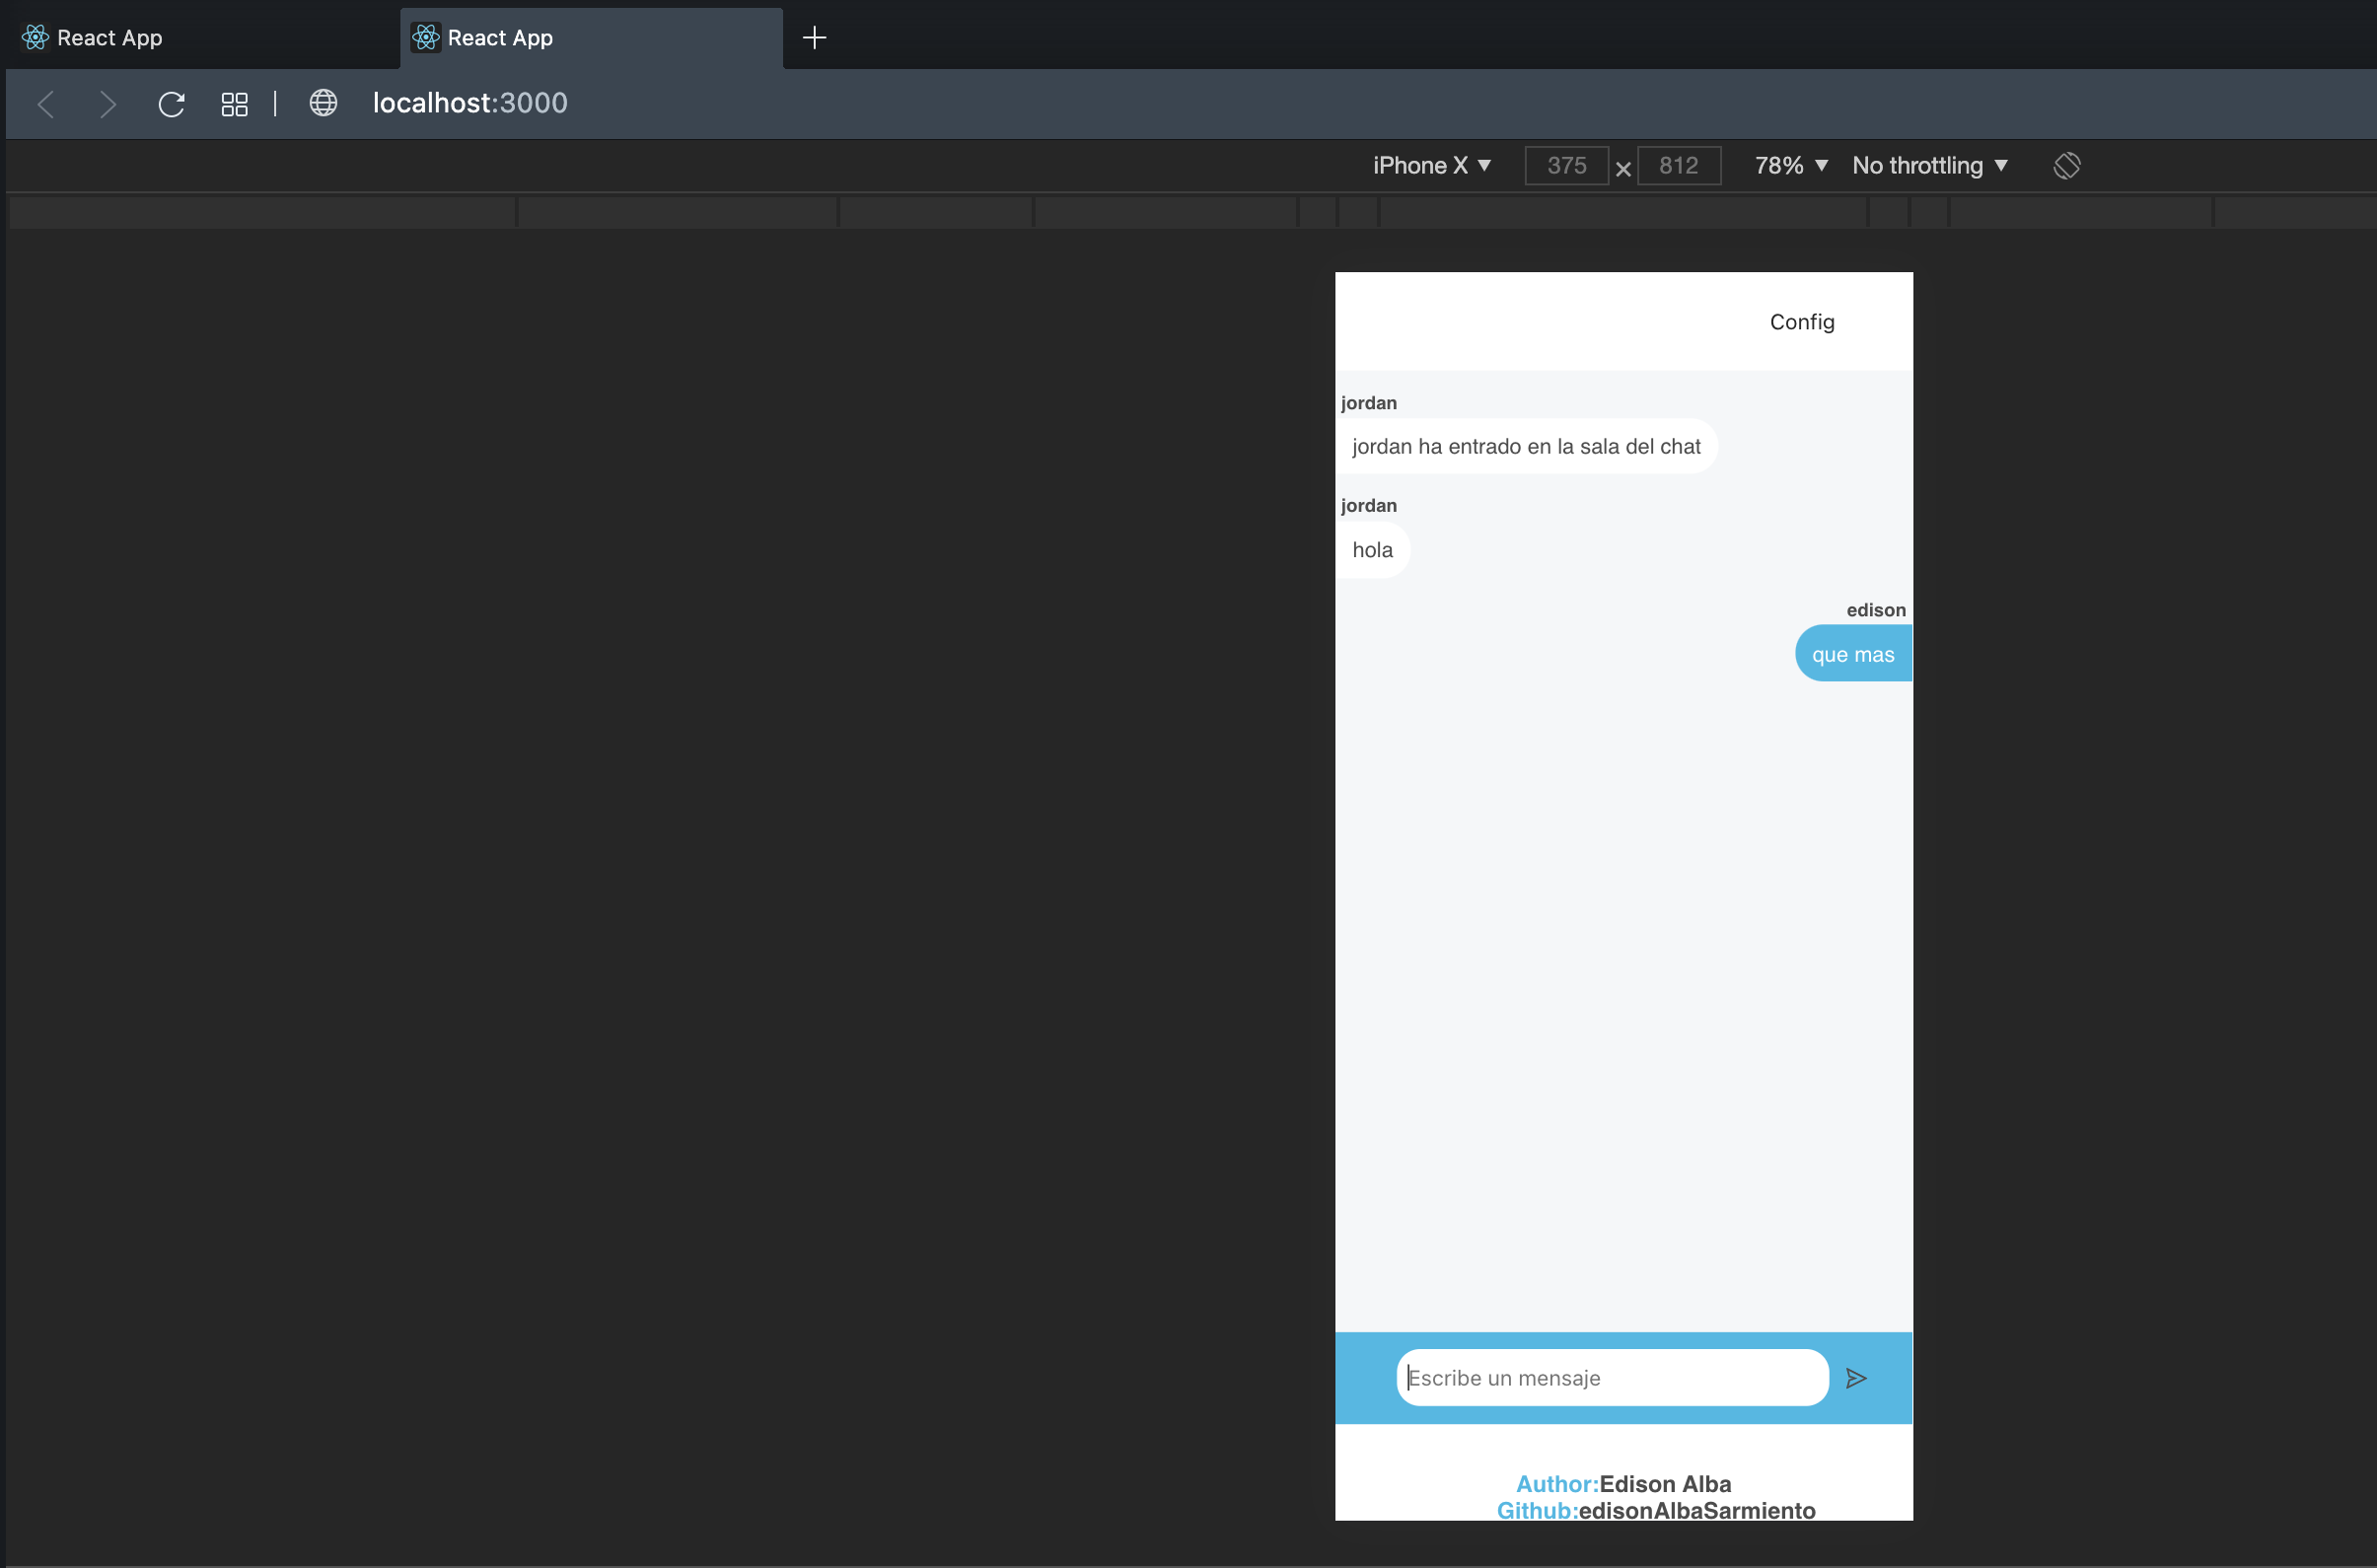 React App
React App
localhost:3000
iPhone X ▼ 375 × 812 78% ▼ No throttling ▼
Config
jordan
jordan ha entrado en la sala del chat
jordan
hola
edison
que mas
Escribe un mensaje
Author:Edison Alba
Github:edisonAlbaSarmiento